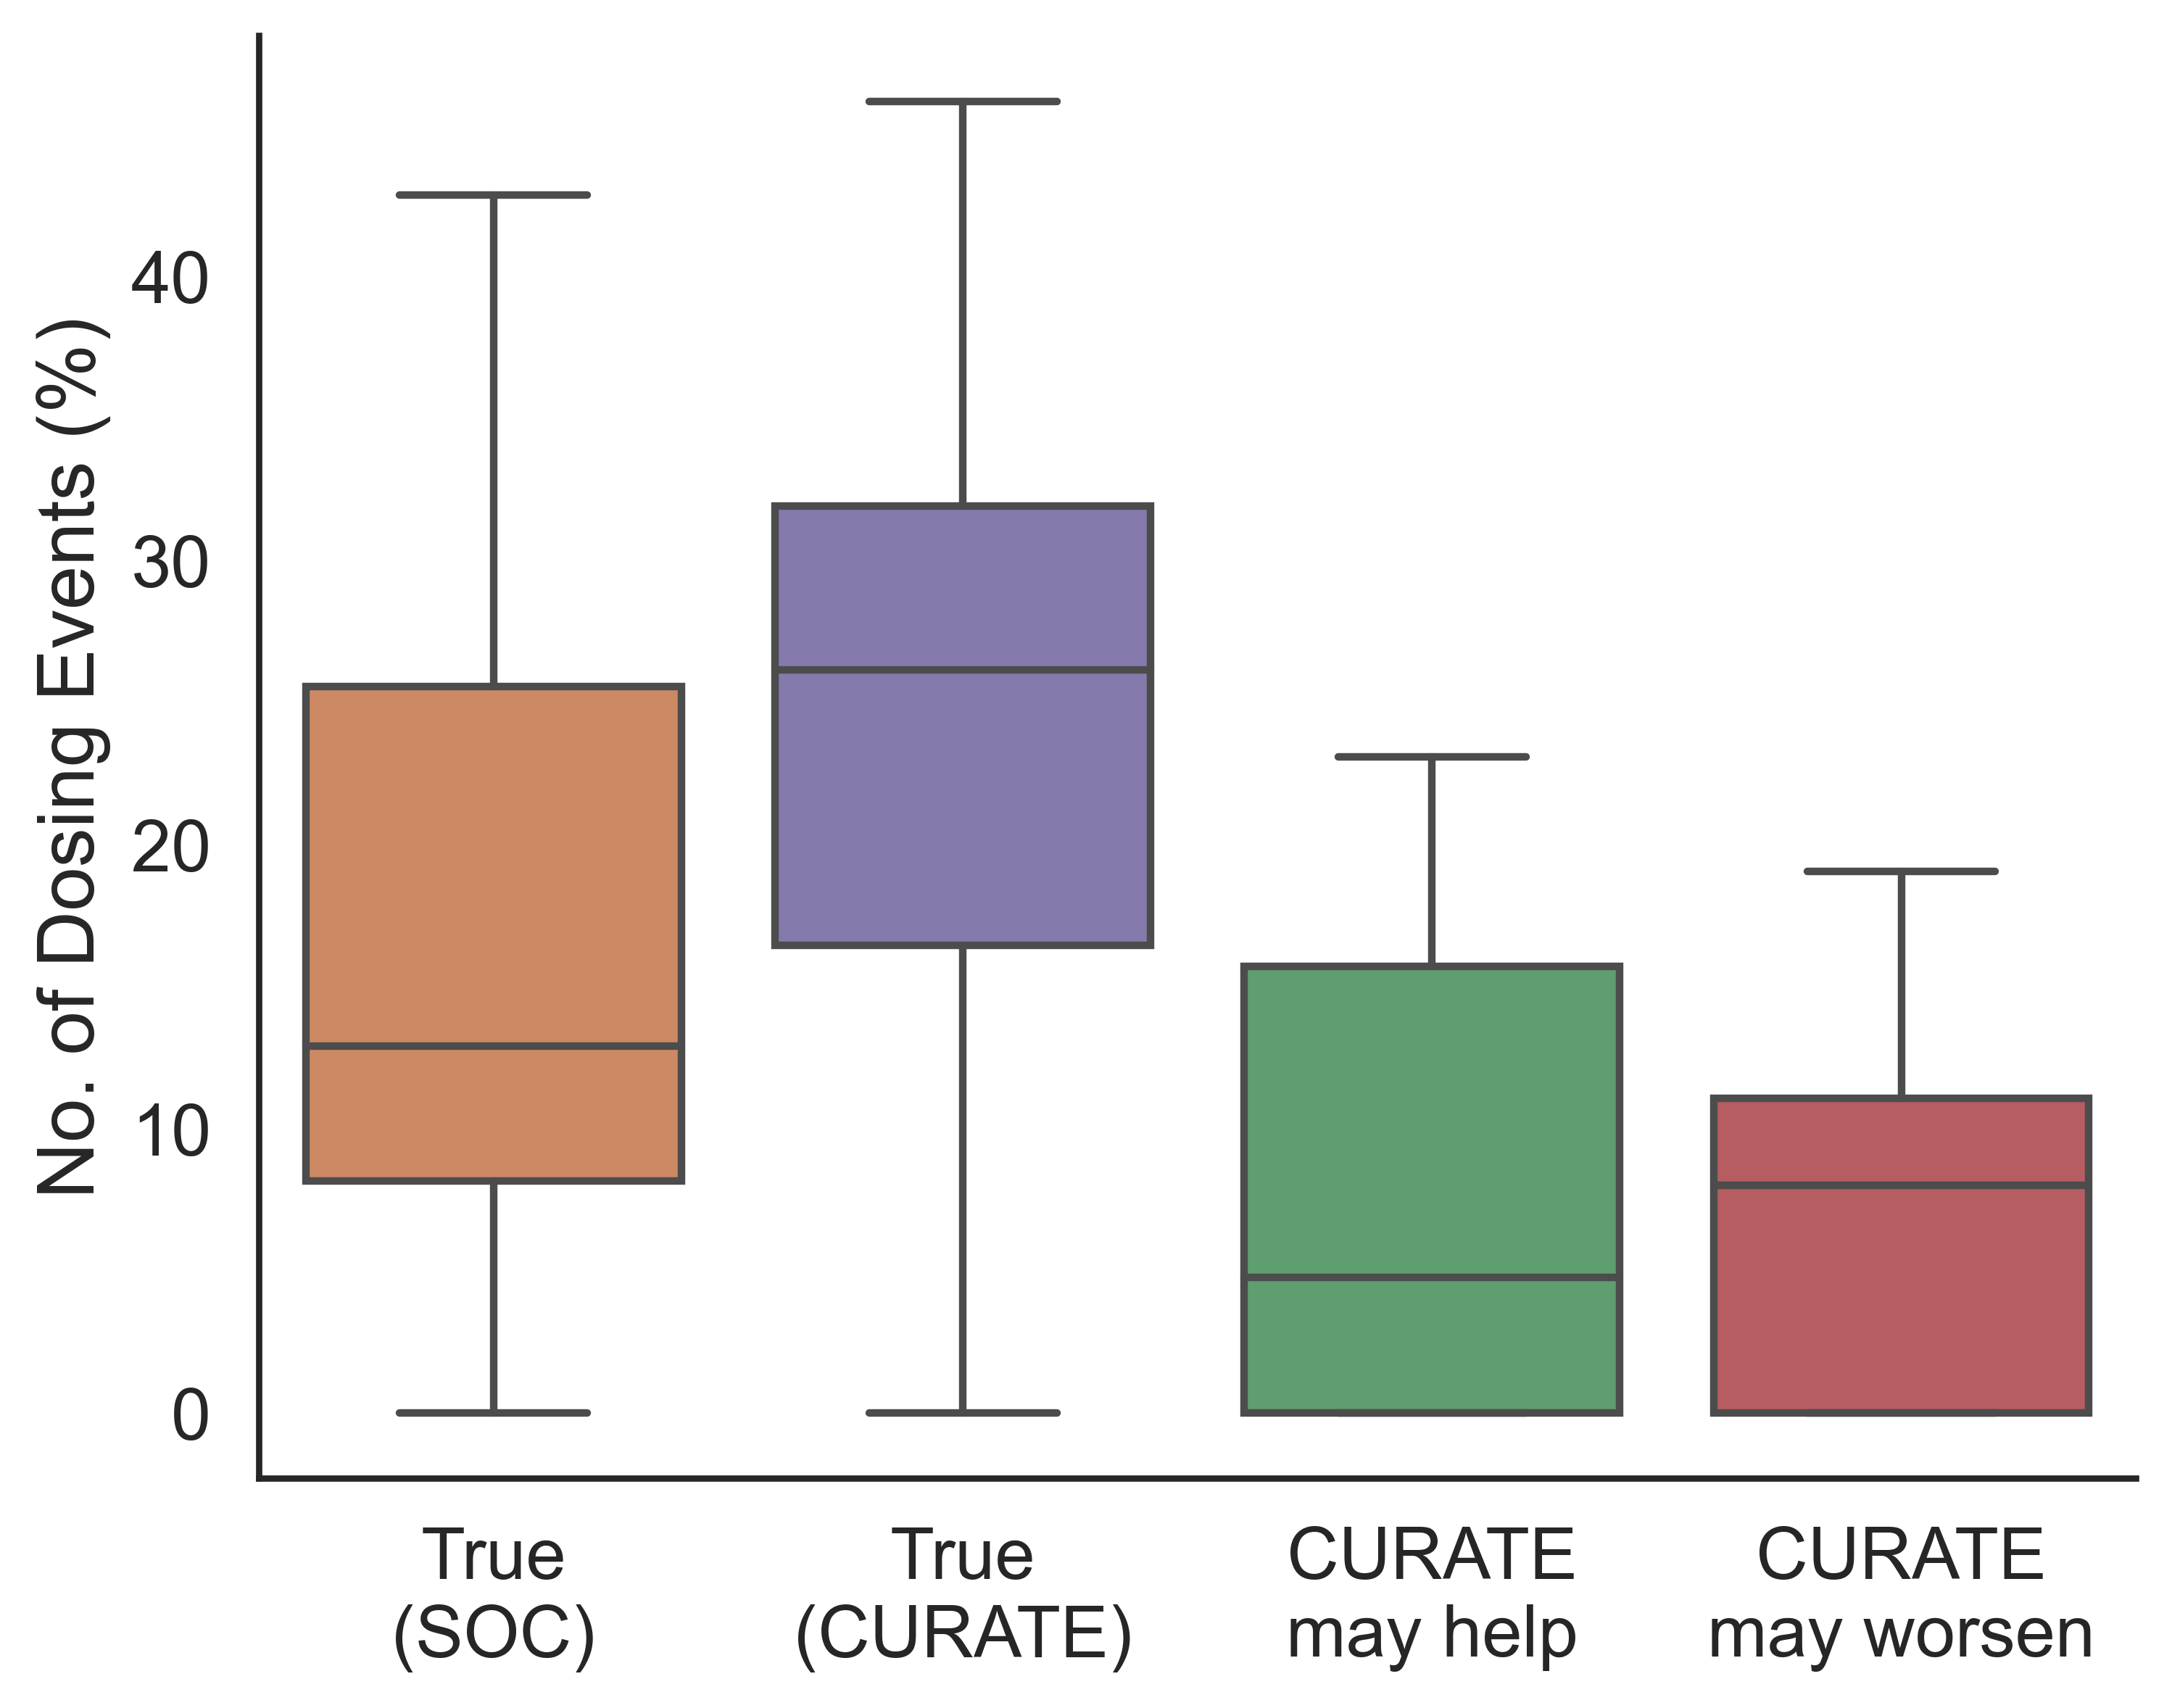 No. of Dosing Events (%)
40
30
20
10
0
True
(SOC)
True
(CURATE)
CURATE
may help
CURATE
may worsen